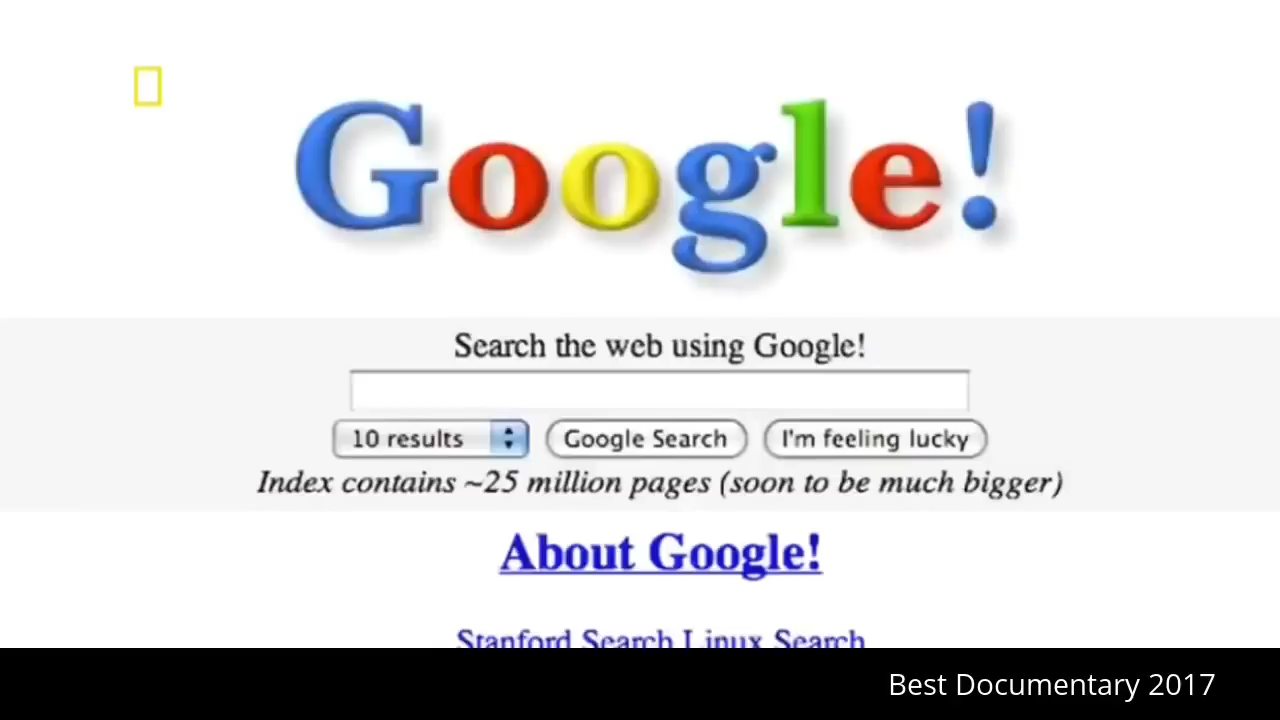 Google!
Search the web using Google!
10 results Google Search I'm feeling lucky
Index contains ~25 million pages (soon to be much bigger)
About Google!
Stanford Search Linux Search
Best Documentary 2017